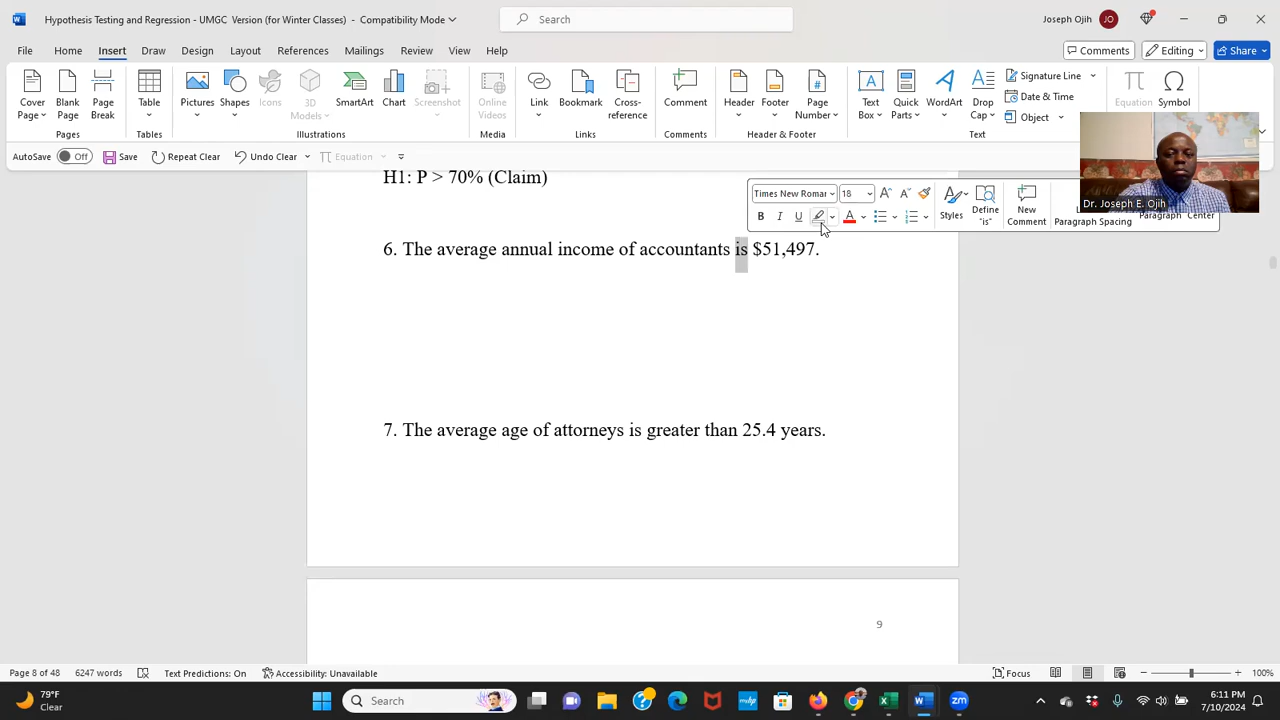 Hypothesis Testing and Regression - UMGC Version (for Winter Classes) - Compatibility Mode
Search
Joseph Ojih
JO
File Home Insert Draw Design Layout References Mailings Review View Help
Comments
Editing
Share
Cover Page
Blank Page
Page Break
Table
Pictures
Shapes
Icons
3D Models
SmartArt
Chart
Screenshot
Online Videos
Link
Bookmark
Cross-reference
Comment
Header
Footer
Page Number
Text Box
Quick Parts
WordArt
Drop Cap
Signature Line
Date & Time
Object
Equation
Symbol
Pages
Tables
Illustrations
Media
Links
Comments
Header & Footer
Text
AutoSave Off Save Repeat Clear Undo Clear Equation
H1: P > 70% (Claim)
Times New Roman 18
B I U A
Styles
Define "is"
New Comment
Paragraph Spacing
Paragraph
Center
Dr. Joseph E. Ojih
6. The average annual income of accountants is $51,497.
7. The average age of attorneys is greater than 25.4 years.
9
Page 8 of 48 6247 words Text Predictions: On Accessibility: Unavailable
Focus
100%
79°F
Clear
Search
mdp
6:11 PM
7/10/2024